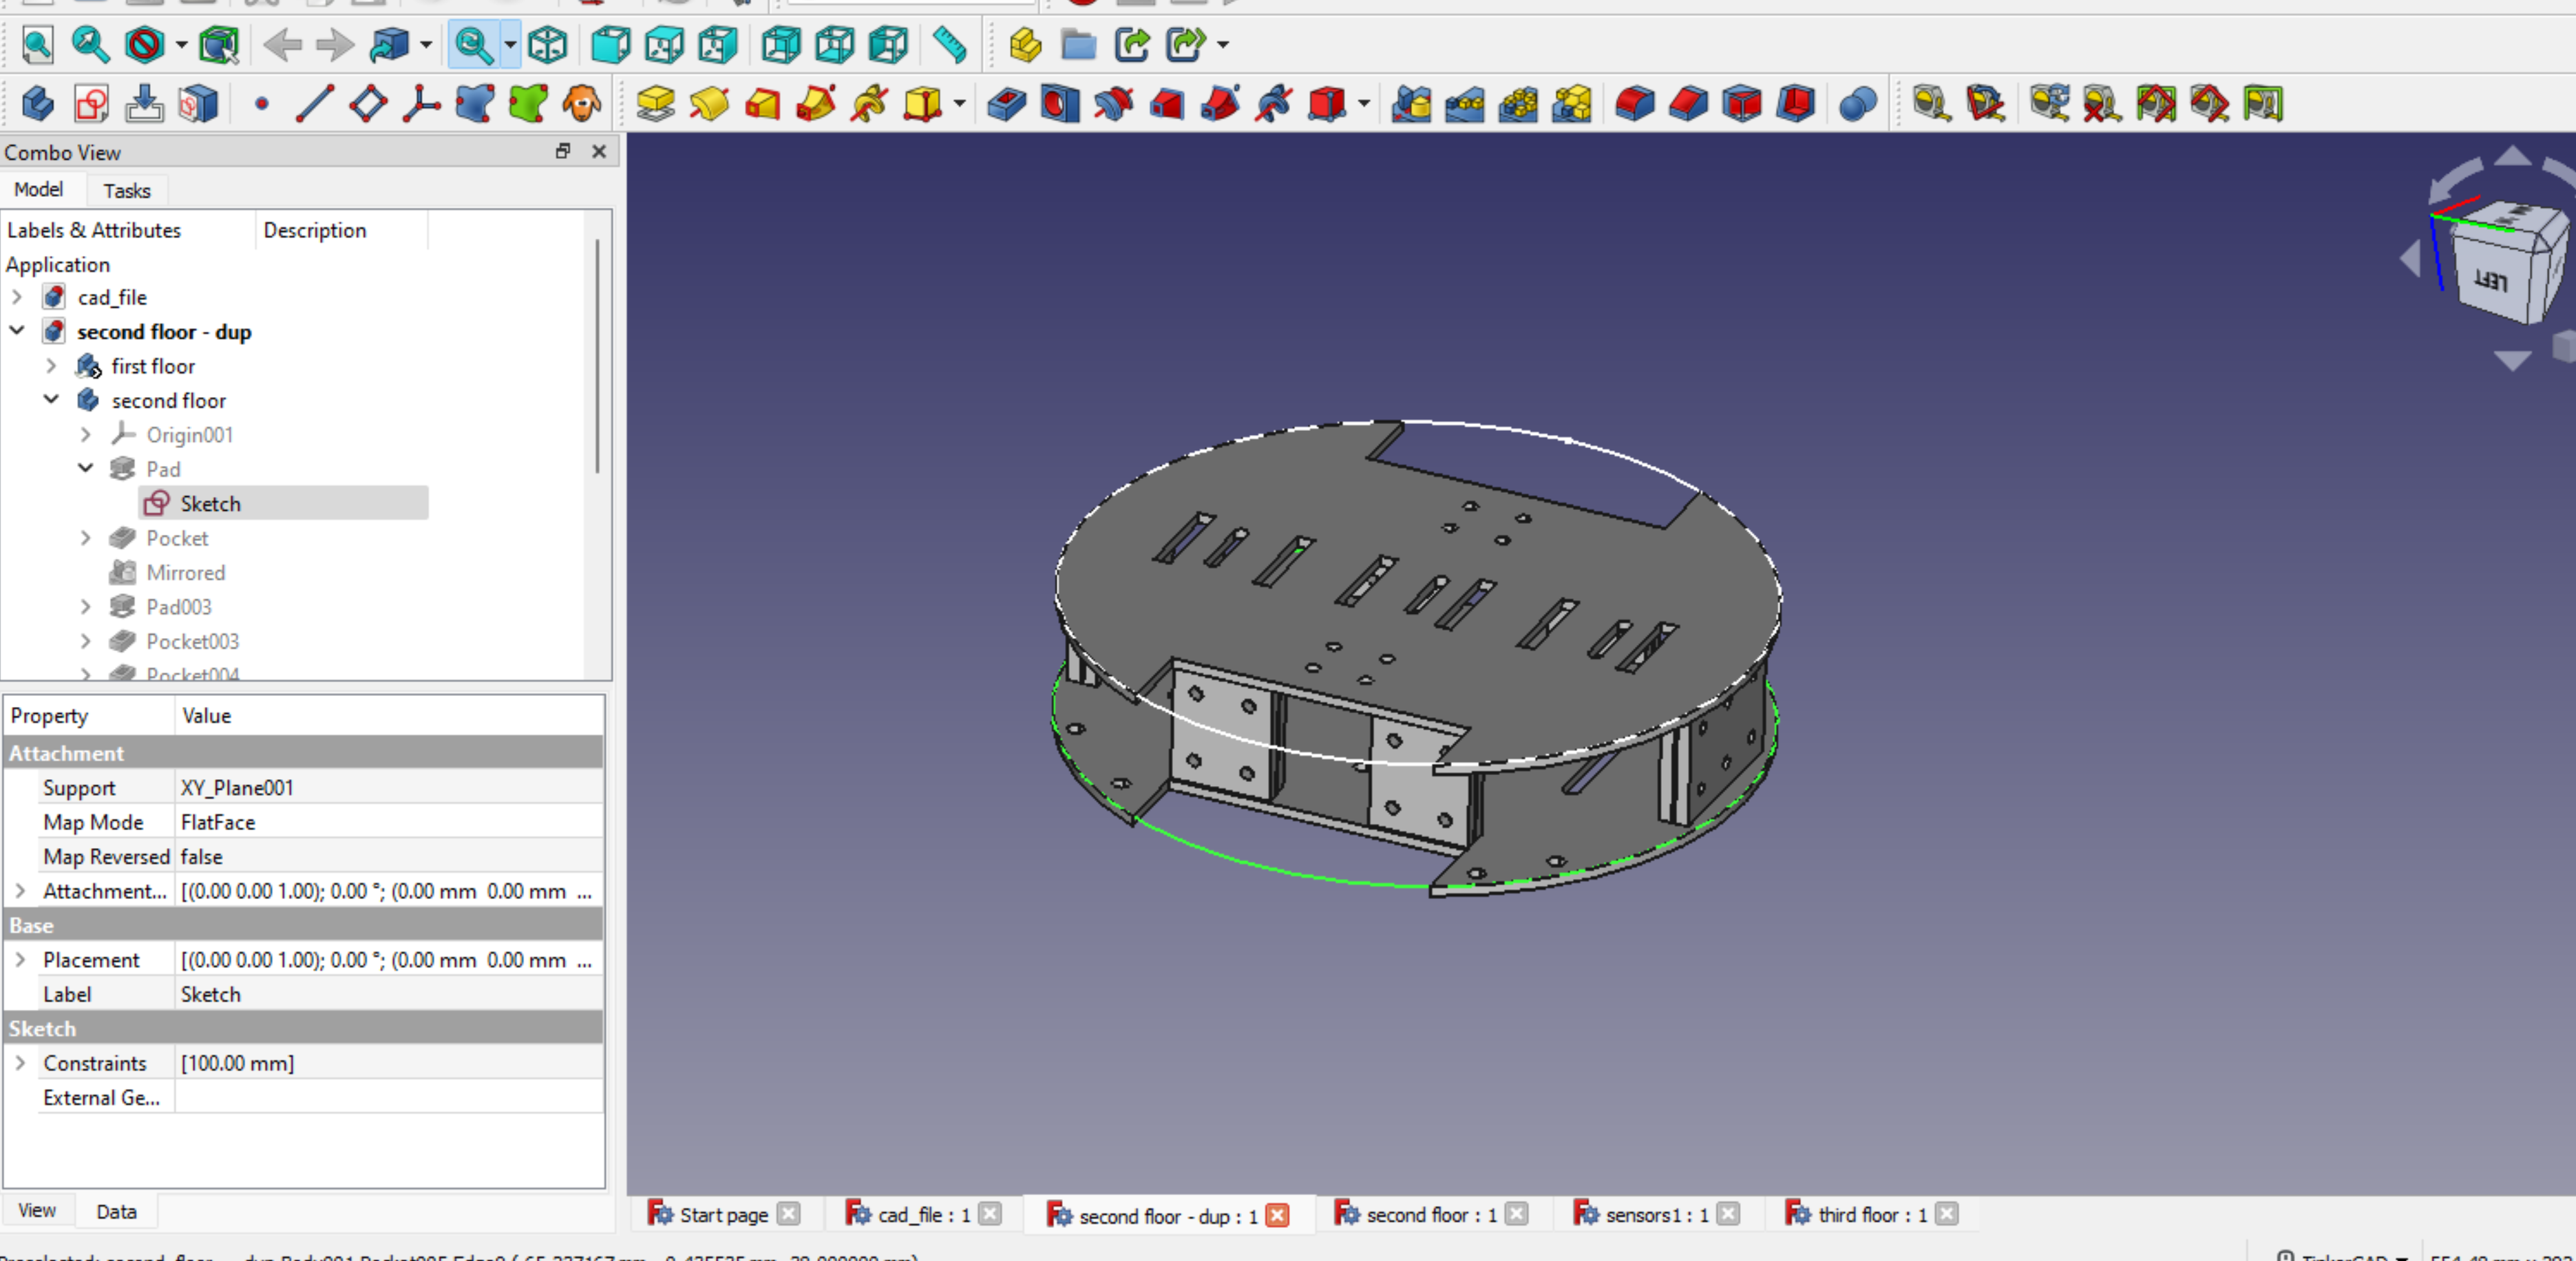 Combo View
Model Tasks
Labels & Attributes Description
Application
cad_file
second floor - dup
first floor
second floor
Origin001
Pad
Sketch
Pocket
Mirrored
Pad003
Pocket003
Pocket004
Property Value
Attachment
Support XY_Plane001
Map Mode FlatFace
Map Reversed false
Attachment... [(0.00 0.00 1.00); 0.00 °; (0.00 mm 0.00 mm ...
Base
Placement [(0.00 0.00 1.00); 0.00 °; (0.00 mm 0.00 mm ...
Label Sketch
Sketch
Constraints [100.00 mm]
External Ge...
View Data
LEFT
Start page cad_file : 1 second floor - dup : 1 second floor : 1 sensors1 : 1 third floor : 1
TinkerCAD